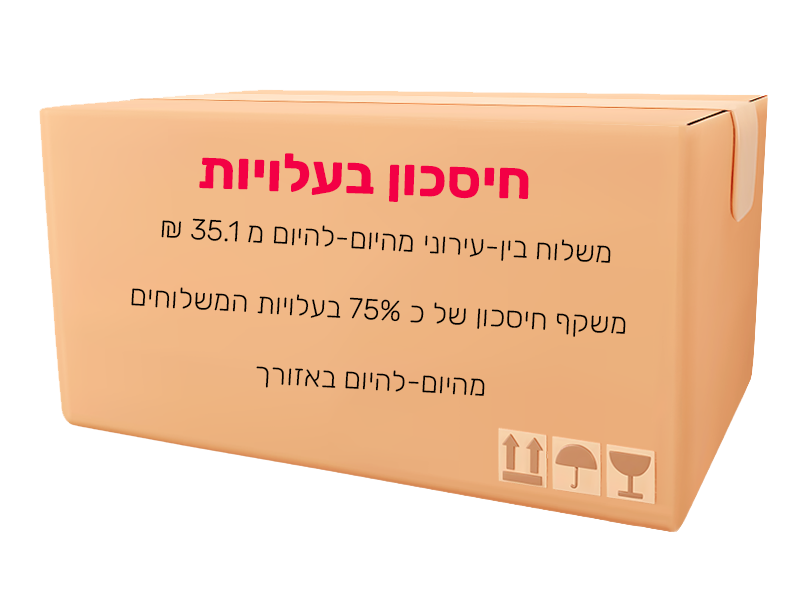 חיסכון בעלויות
משלוח בין-עירוני מהיום-להיום מ 35.1 ₪
משקף חיסכון של כ 75% בעלויות המשלוחים
מהיום-להיום באזורך